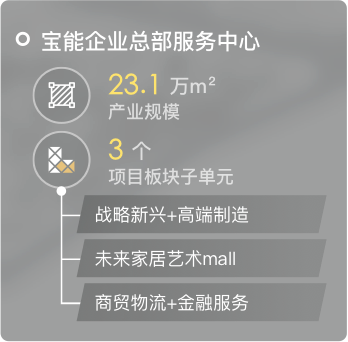 宝能企业总部服务中心
23.1 万m²
产业规模
3 个
项目板块子单元
战略新兴+高端制造
未来家居艺术mall
商贸物流+金融服务